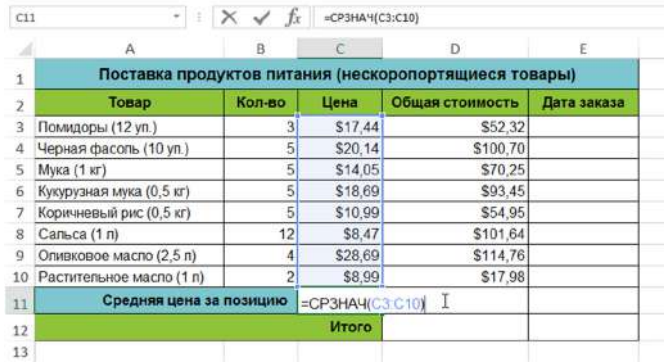 C11 fx =СРЗНАЧ(C3:C10)
A B C D E
1 Поставка продуктов питания (нескоропортящиеся товары)
2 Товар Кол-во Цена Общая стоимость Дата заказа
3 Помидоры (12 уп.) 3 $17,44 $52,32
4 Черная фасоль (10 уп.) 5 $20,14 $100,70
5 Мука (1 кг) 5 $14,05 $70,25
6 Кукурузная мука (0,5 кг) 5 $18,69 $93,45
7 Коричневый рис (0,5 кг) 5 $10,99 $54,95
8 Сальса (1 л) 12 $8,47 $101,64
9 Оливковое масло (2,5 л) 4 $28,69 $114,76
10 Растительное масло (1 л) 2 $8,99 $17,98
11 Средняя цена за позицию =СРЗНАЧ(C3:C10)
12 Итого
13